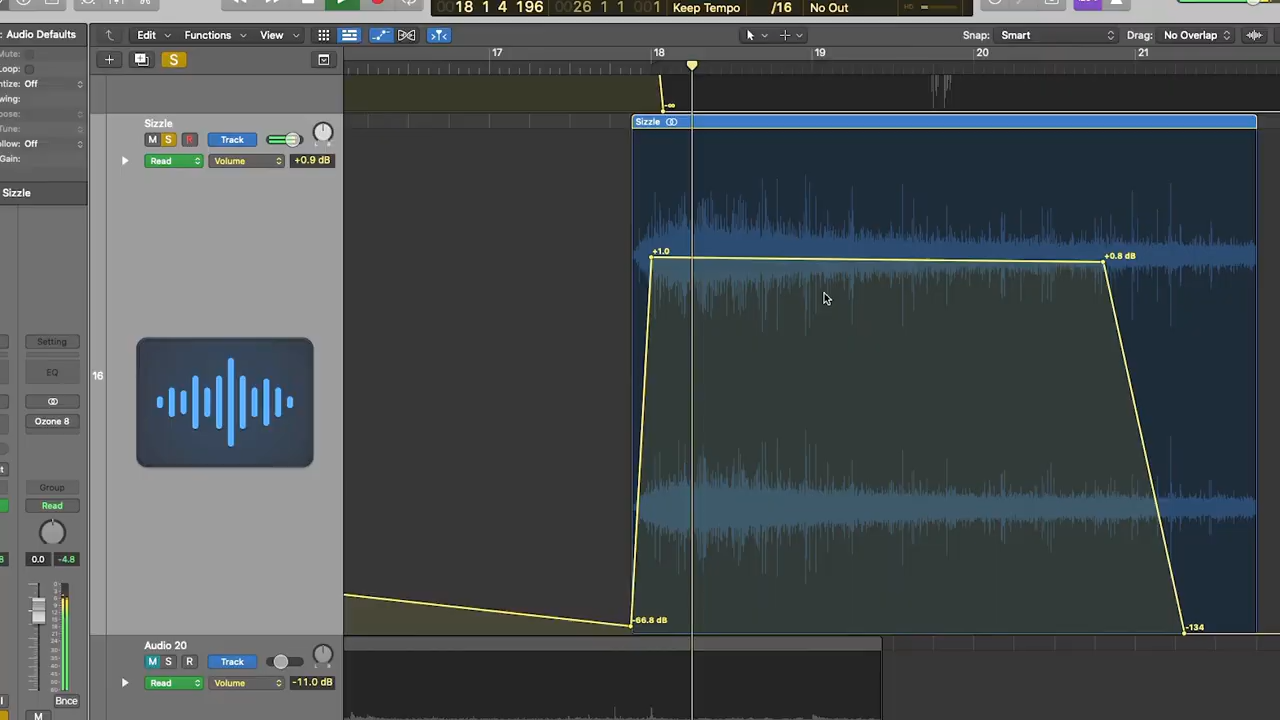 18 1 4 196 26 1 1 1 Keep Tempo /16 No Out
Audio Defaults Edit Functions View Snap: Smart Drag: No Overlap
Mute:
Loop:
Off
17 18 19 20 21
S
-∞
Off
Gain:
Sizzle
M S R Track
Read Volume +0.9 dB
Sizzle
Sizzle
+1.0
+0.8 dB
Setting
EQ
16
Ozone 8
Group
Read
0.0 -4.8
-66.8 dB
-134
Audio 20
M S R Track
Read Volume -11.0 dB
Bnce
M